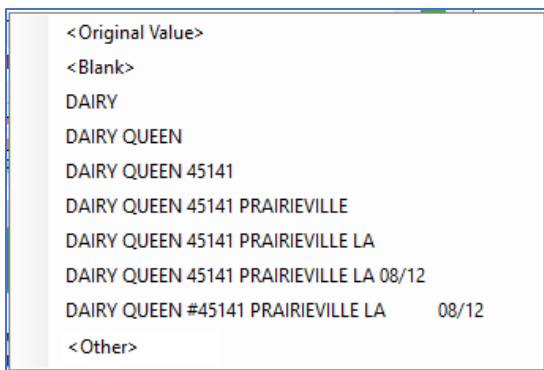 <Original Value>
<Blank>
DAIRY
DAIRY QUEEN
DAIRY QUEEN 45141
DAIRY QUEEN 45141 PRAIRIEVILLE
DAIRY QUEEN 45141 PRAIRIEVILLE LA
DAIRY QUEEN 45141 PRAIRIEVILLE LA 08/12
DAIRY QUEEN #45141 PRAIRIEVILLE LA 08/12
<Other>